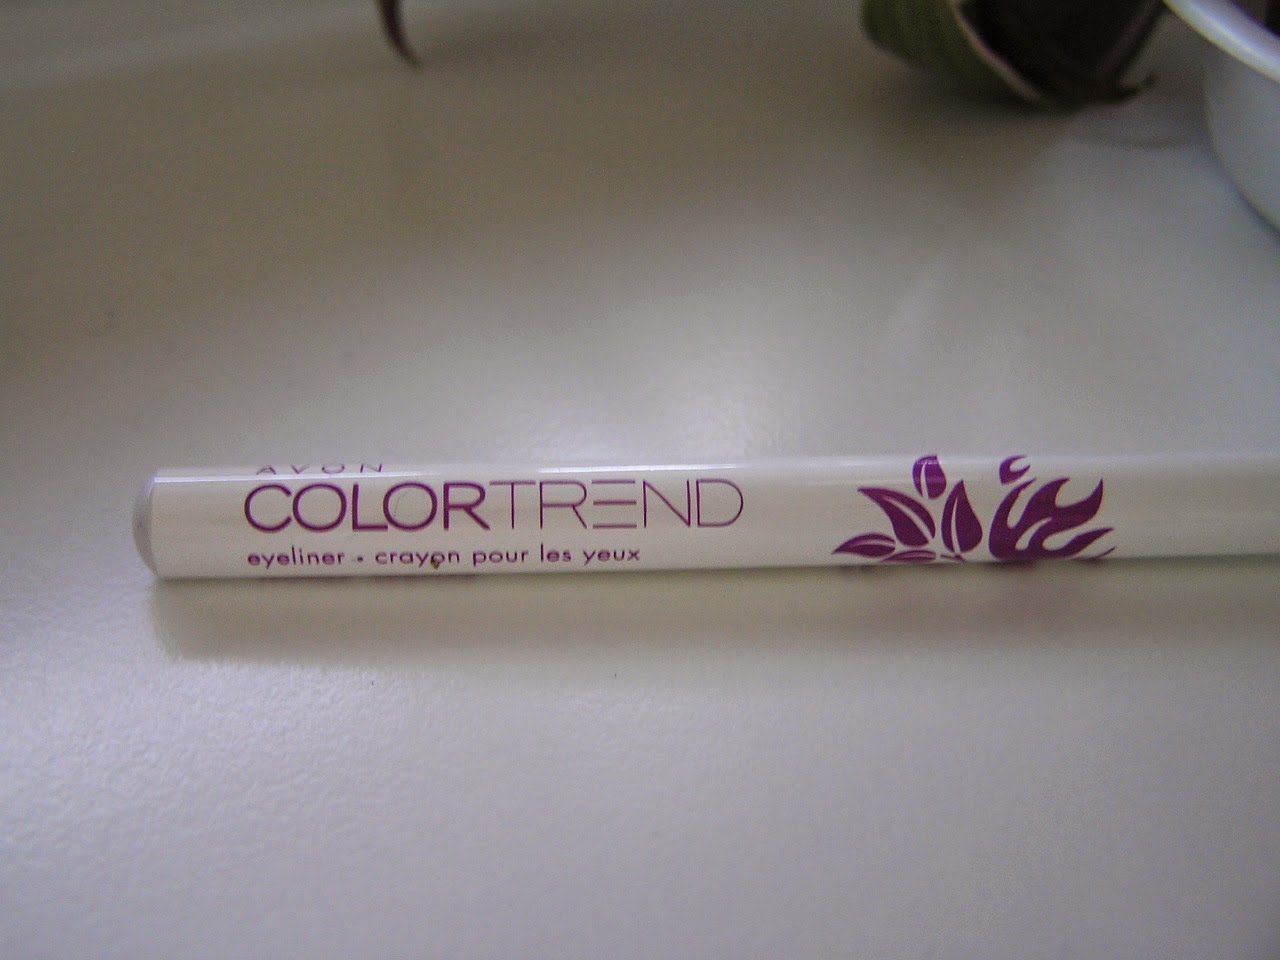 AVON
COLORTREND
eyeliner • crayon pour les yeux